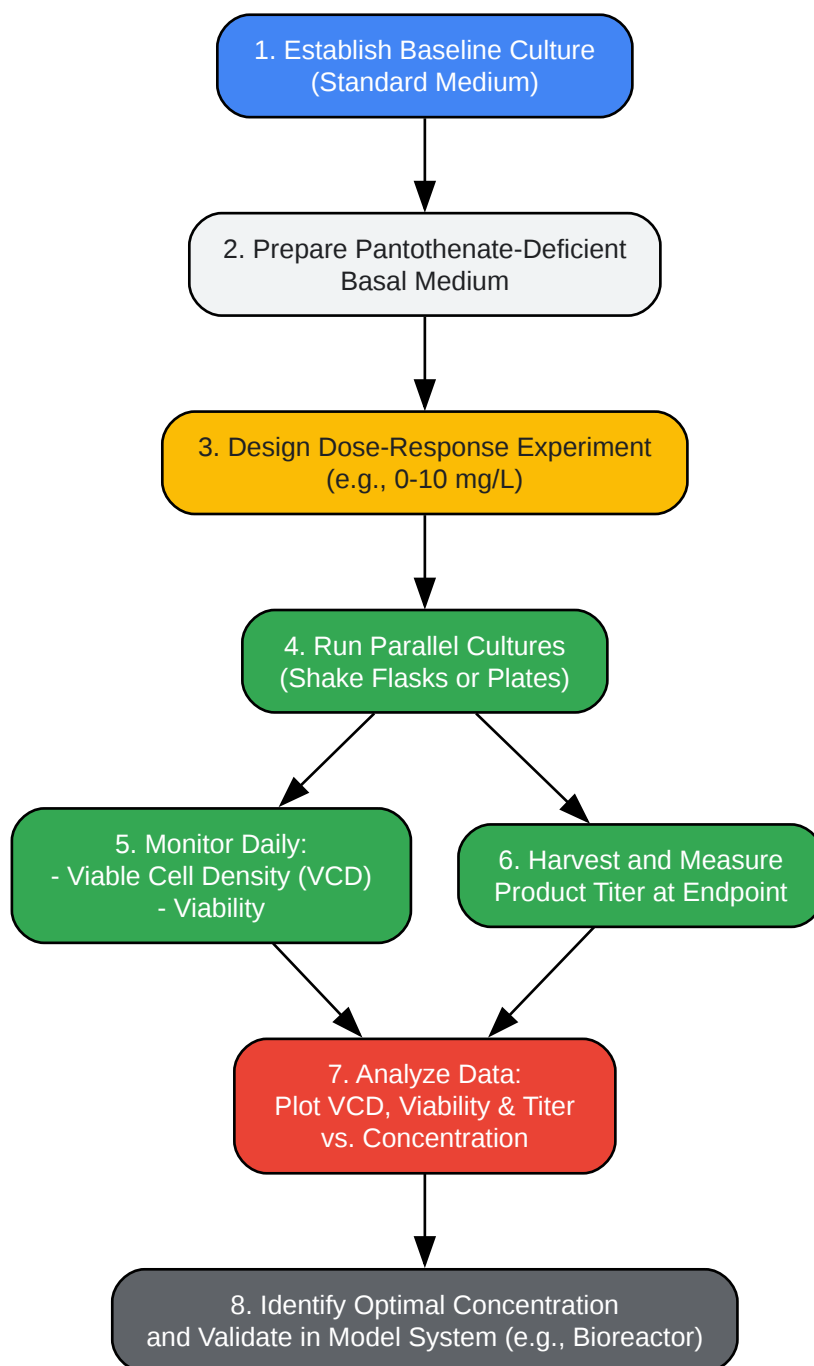 1. Establish Baseline Culture
(Standard Medium)
2. Prepare Pantothenate-Deficient
Basal Medium
3. Design Dose-Response Experiment
(e.g., 0-10 mg/L)
4. Run Parallel Cultures
(Shake Flasks or Plates)
5. Monitor Daily:
- Viable Cell Density (VCD)
- Viability
6. Harvest and Measure
Product Titer at Endpoint
7. Analyze Data:
Plot VCD, Viability & Titer
vs. Concentration
8. Identify Optimal Concentration
and Validate in Model System (e.g., Bioreactor)